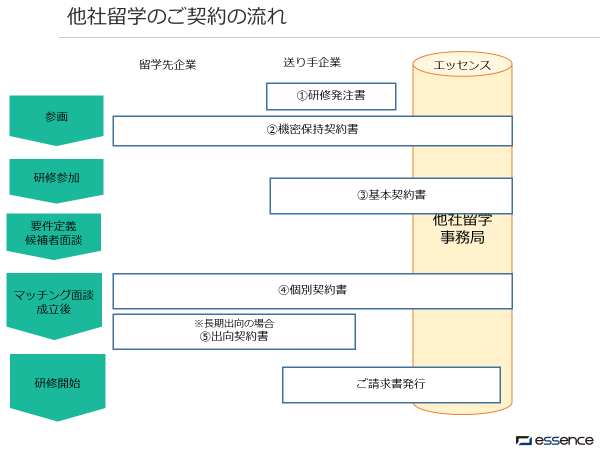 他社留学のご契約の流れ
留学先企業
送り手企業
エッセンス
①研修発注書
参画
②機密保持契約書
研修参加
③基本契約書
他社留学
事務局
要件定義
候補者面談
マッチング面談
成立後
④個別契約書
※長期出向の場合
⑤出向契約書
研修開始
ご請求書発行
essence